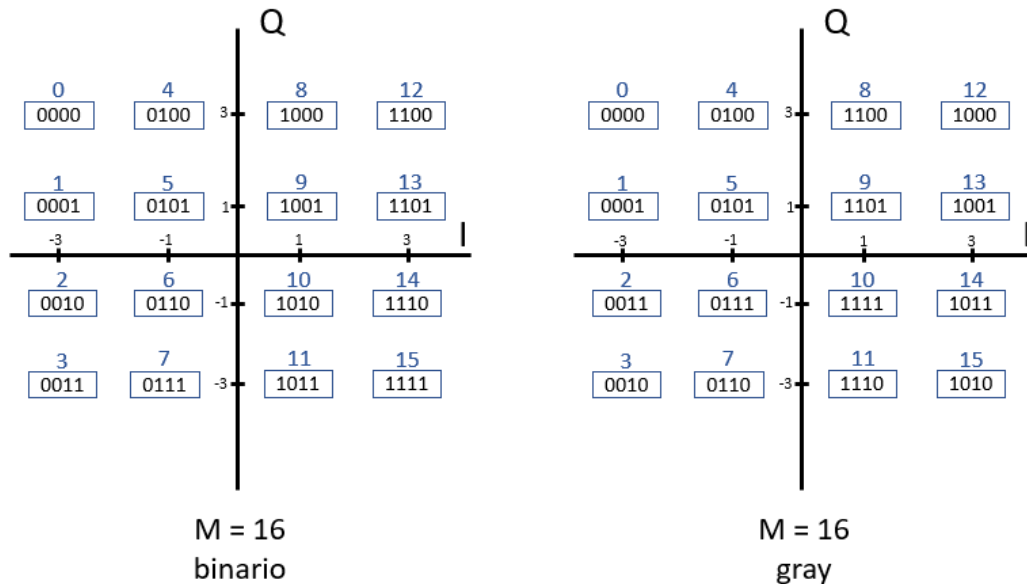 Q
0 4 8 12
0000 0100 3 1000 1100
1 5 9 13
0001 0101 1 1001 1101
-3 -1 1 3 I
2 6 10 14
0010 0110 -1 1010 1110
3 7 11 15
0011 0111 -3 1011 1111
M = 16
binario
Q
0 4 8 12
0000 0100 3 1100 1000
1 5 9 13
0001 0101 1 1101 1001
-3 -1 1 3 I
2 6 10 14
0011 0111 -1 1111 1011
3 7 11 15
0010 0110 -3 1110 1010
M = 16
gray